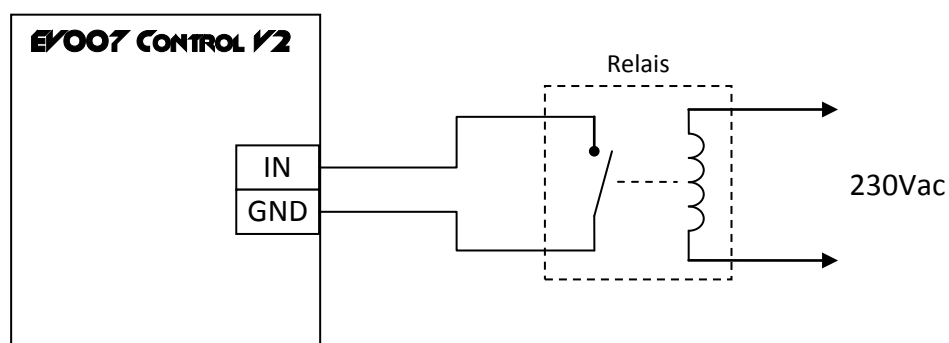 EVOO7 CONTROL V2
Relais
IN
GND
230Vac